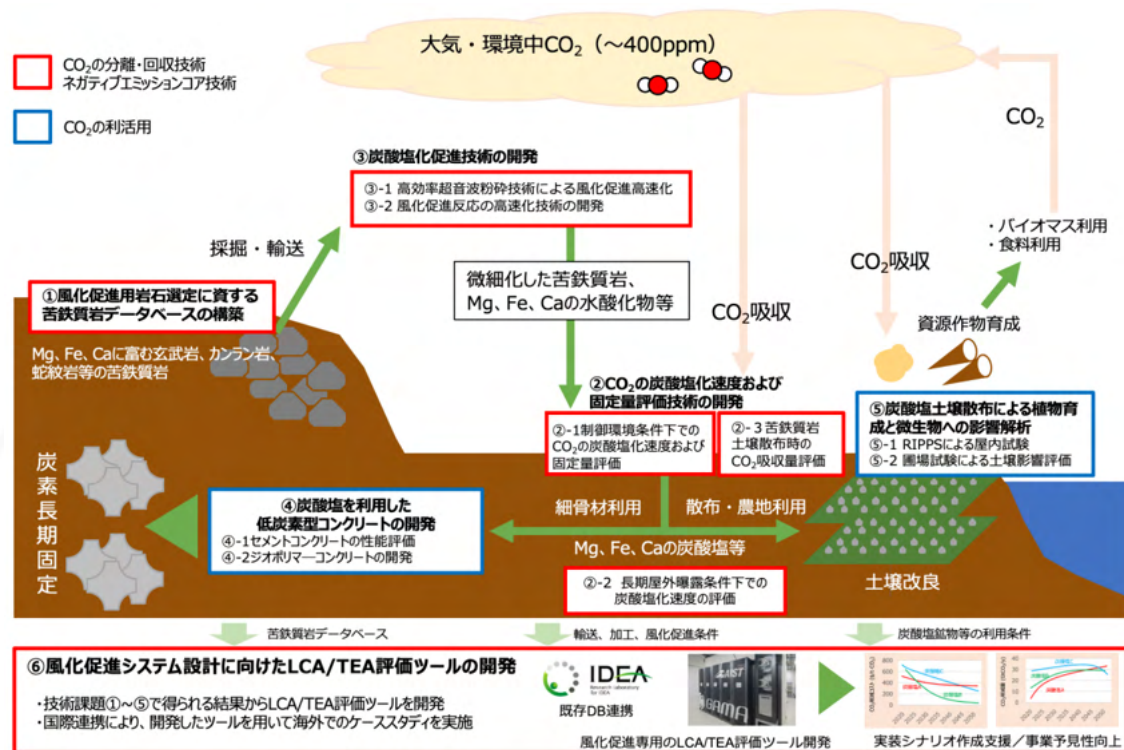 大気・環境中CO₂（～400ppm）
CO₂の分離・回収技術
ネガティブエミッションコア技術
CO₂の利活用
CO₂
③炭酸塩化促進技術の開発
③-1 高効率超音波粉砕技術による風化促進高速化
③-2 風化促進反応の高速化技術の開発
・バイオマス利用
・食料利用
採掘・輸送
微細化した苦鉄質岩、
Mg、Fe、Caの水酸化物等
CO₂吸収
CO₂吸収
①風化促進用岩石選定に資する
苦鉄質岩データベースの構築
資源作物育成
Mg、Fe、Caに富む玄武岩、カンラン岩、
蛇紋岩等の苦鉄質岩
②CO₂の炭酸塩化速度および
固定量評価技術の開発
②-1制御環境条件下での
CO₂の炭酸塩化速度および
固定量評価
②-３苦鉄質岩
土壌散布時の
CO₂吸収量評価
⑤炭酸塩土壌散布による植物育
成と微生物への影響解析
⑤-1 RIPPSによる屋内試験
⑤-2 圃場試験による土壌影響評価
炭素長期固定
④炭酸塩を利用した
低炭素型コンクリートの開発
④-1セメントコンクリートの性能評価
④-2ジオポリマーコンクリートの開発
細骨材利用
散布・農地利用
Mg、Fe、Caの炭酸塩等
②-２ 長期屋外曝露条件下での
炭酸塩化速度の評価
土壌改良
苦鉄質岩データベース
輸送、加工、風化促進条件
炭酸塩鉱物等の利用条件
⑥風化促進システム設計に向けたLCA/TEA評価ツールの開発
・技術課題①～⑤で得られる結果からLCA/TEA評価ツールを開発
・国際連携により、開発したツールを用いて海外でのケーススタディを実施
IDEA
Research Laboratory
for IDEA
既存DB連携
風化促進専用のLCA/TEA評価ツール開発
800
600
400
200
0
2020
2025
2030
2035
2040
2045
2050
40
30
20
10
0
2020
2025
2030
2035
2040
2045
2050
実装シナリオ作成支援／事業予見性向上